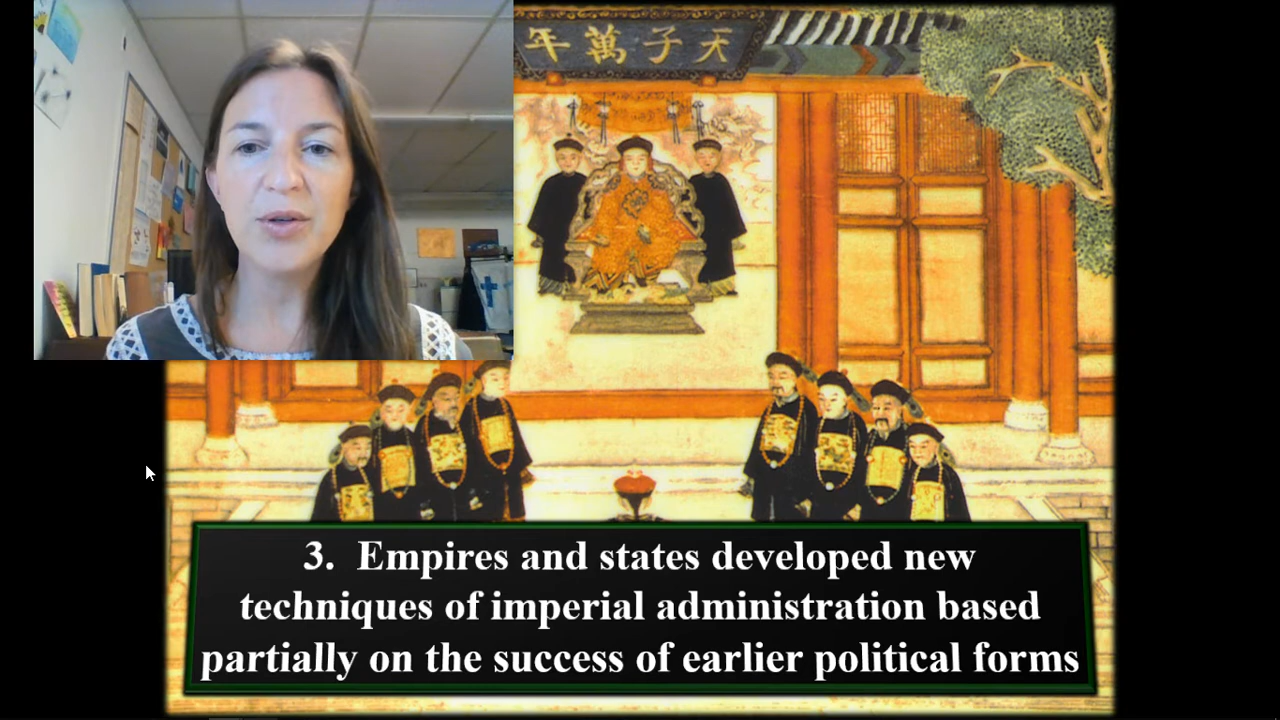 年萬子天
3. Empires and states developed new
techniques of imperial administration based
partially on the success of earlier political forms